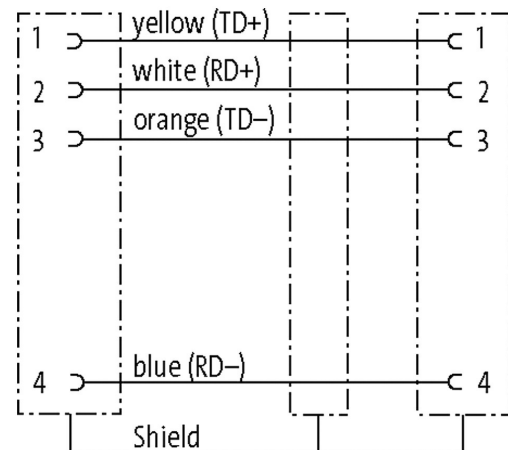 1 yellow (TD+) 1
2 white (RD+) 2
3 orange (TD–) 3
4 blue (RD–) 4
Shield